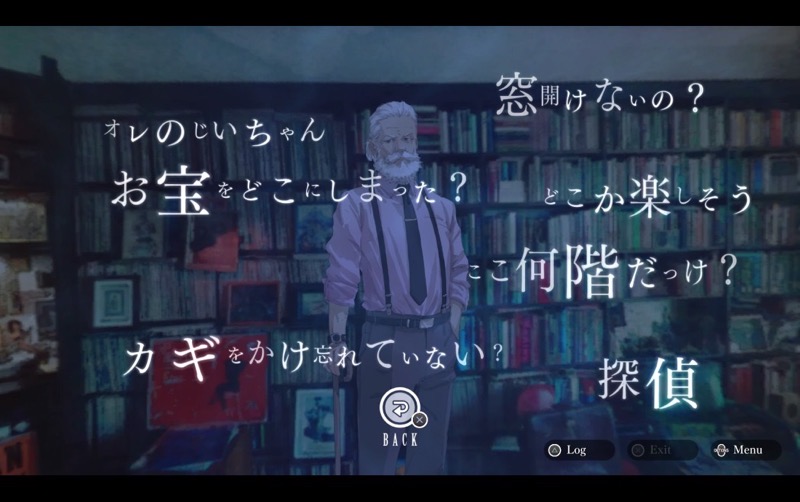 窓開けないの？
オレのじいちゃん
お宝をどこにしまった？
どこか楽しそう
ここ何階だっけ？
カギをかけ忘れていない？
探偵
BACK
Log
Exit
Menu